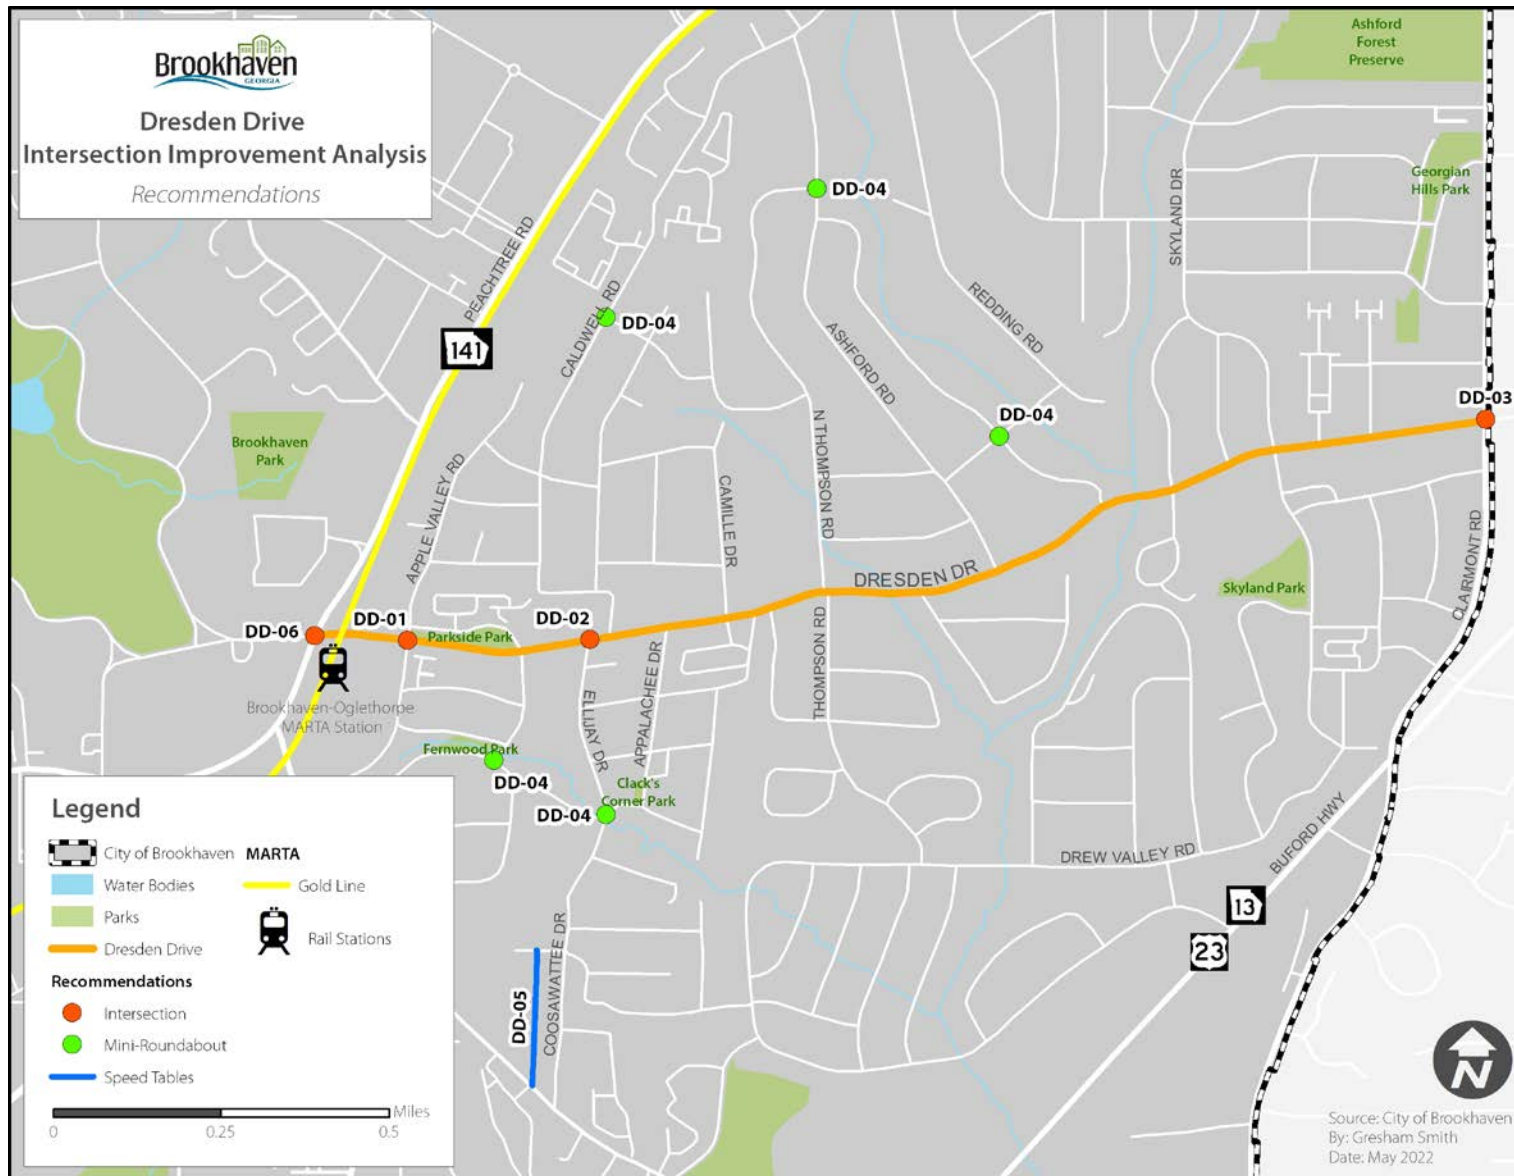 Brookhaven
GEORGIA
Dresden Drive
Intersection Improvement Analysis
Recommendations
Ashford
Forest
Preserve
Georgian
Hills Park
DD-04
SKYLAND DR
PEACHTREE RD
141
CALDWELL RD
DD-04
REDDING RD
ASHFORD RD
DD-04
DD-03
N THOMPSON RD
Brookhaven
Park
APPLE VALLEY RD
CAMILLE DR
DRESDEN DR
Skyland Park
CLAIRMONT RD
DD-06
DD-01
Parkside Park
DD-02
THOMPSON RD
APPALACHEE DR
ELLIJAY DR
Brookhaven-Oglethorpe
MARTA Station
Fernwood Park
DD-04
Clack's
Corner Park
DD-04
DREW VALLEY RD
BUFORD HWY
13
23
COOSAWATTEE DR
DD-05
Legend
City of Brookhaven
Water Bodies
Parks
Dresden Drive
MARTA
Gold Line
Rail Stations
Recommendations
Intersection
Mini-Roundabout
Speed Tables
Miles
0 0.25 0.5
N
Source: City of Brookhaven
By: Gresham Smith
Date: May 2022